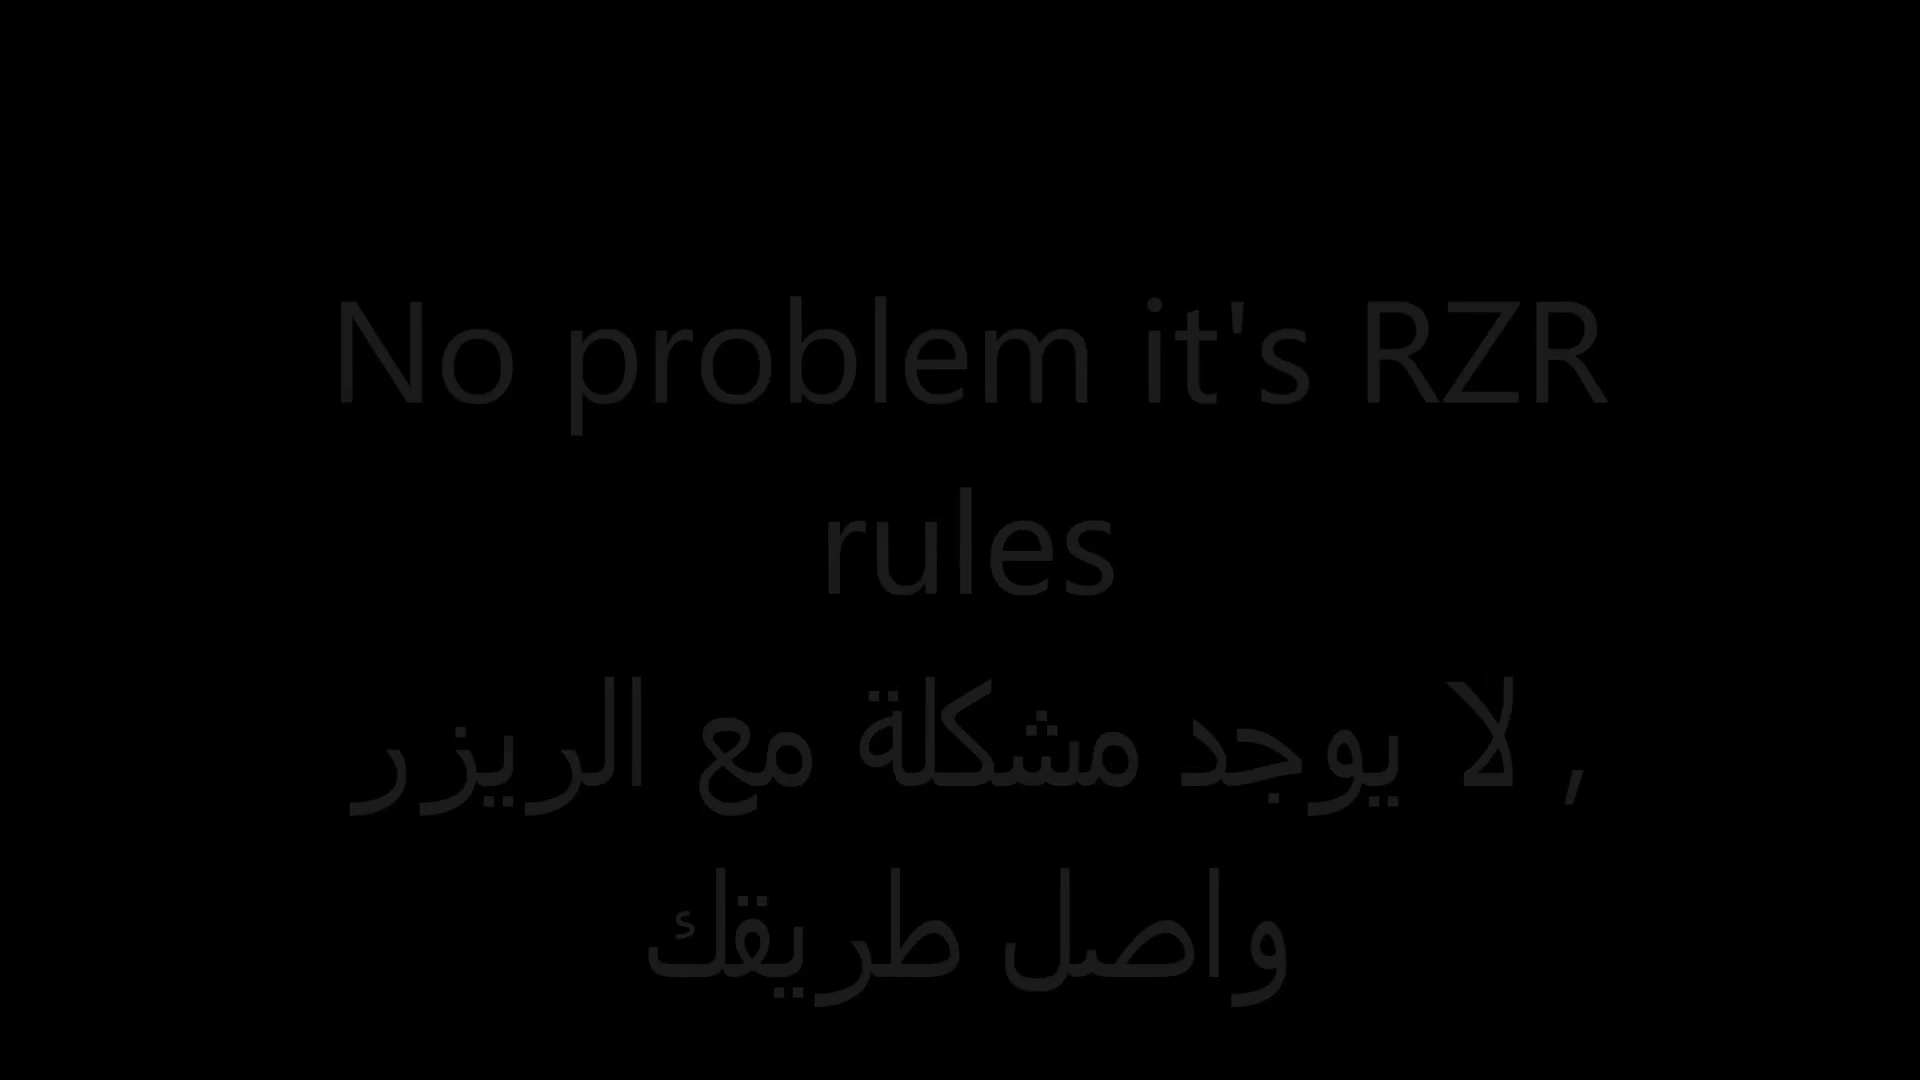 No problem it's RZR
rules
, لا يوجد مشكلة مع الريزر
واصل طريقك